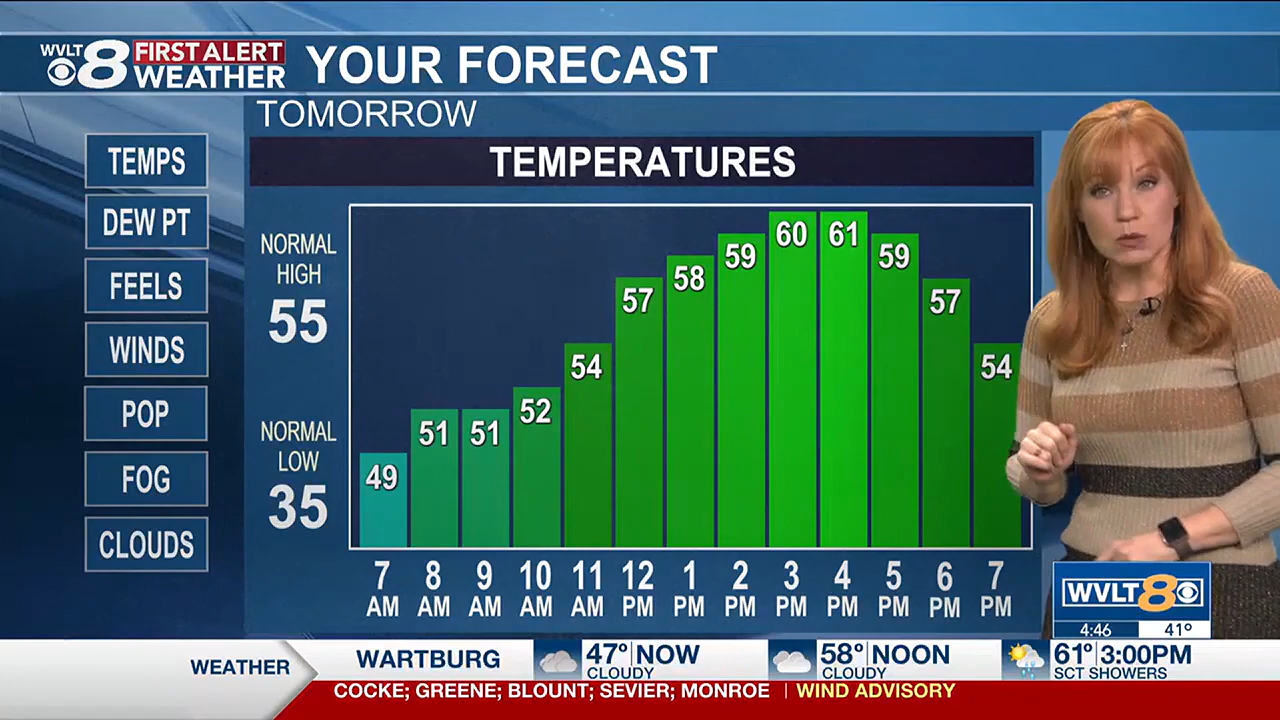 WVLT 8 FIRST ALERT WEATHER
YOUR FORECAST
TOMORROW
TEMPS
DEW PT
FEELS
WINDS
POP
FOG
CLOUDS
TEMPERATURES
NORMAL
HIGH
55
NORMAL
LOW
35
49 51 51 52 54 57 58 59 60 61 59 57 54
7 8 9 10 11 12 1 2 3 4 5 6 7
AM AM AM AM AM PM PM PM PM PM PM PM PM
WVLT 8
4:46 41°
WEATHER
WARTBURG
47° NOW
CLOUDY
58° NOON
CLOUDY
61° 3:00PM
SCT SHOWERS
COCKE; GREENE; BLOUNT; SEVIER; MONROE | WIND ADVISORY